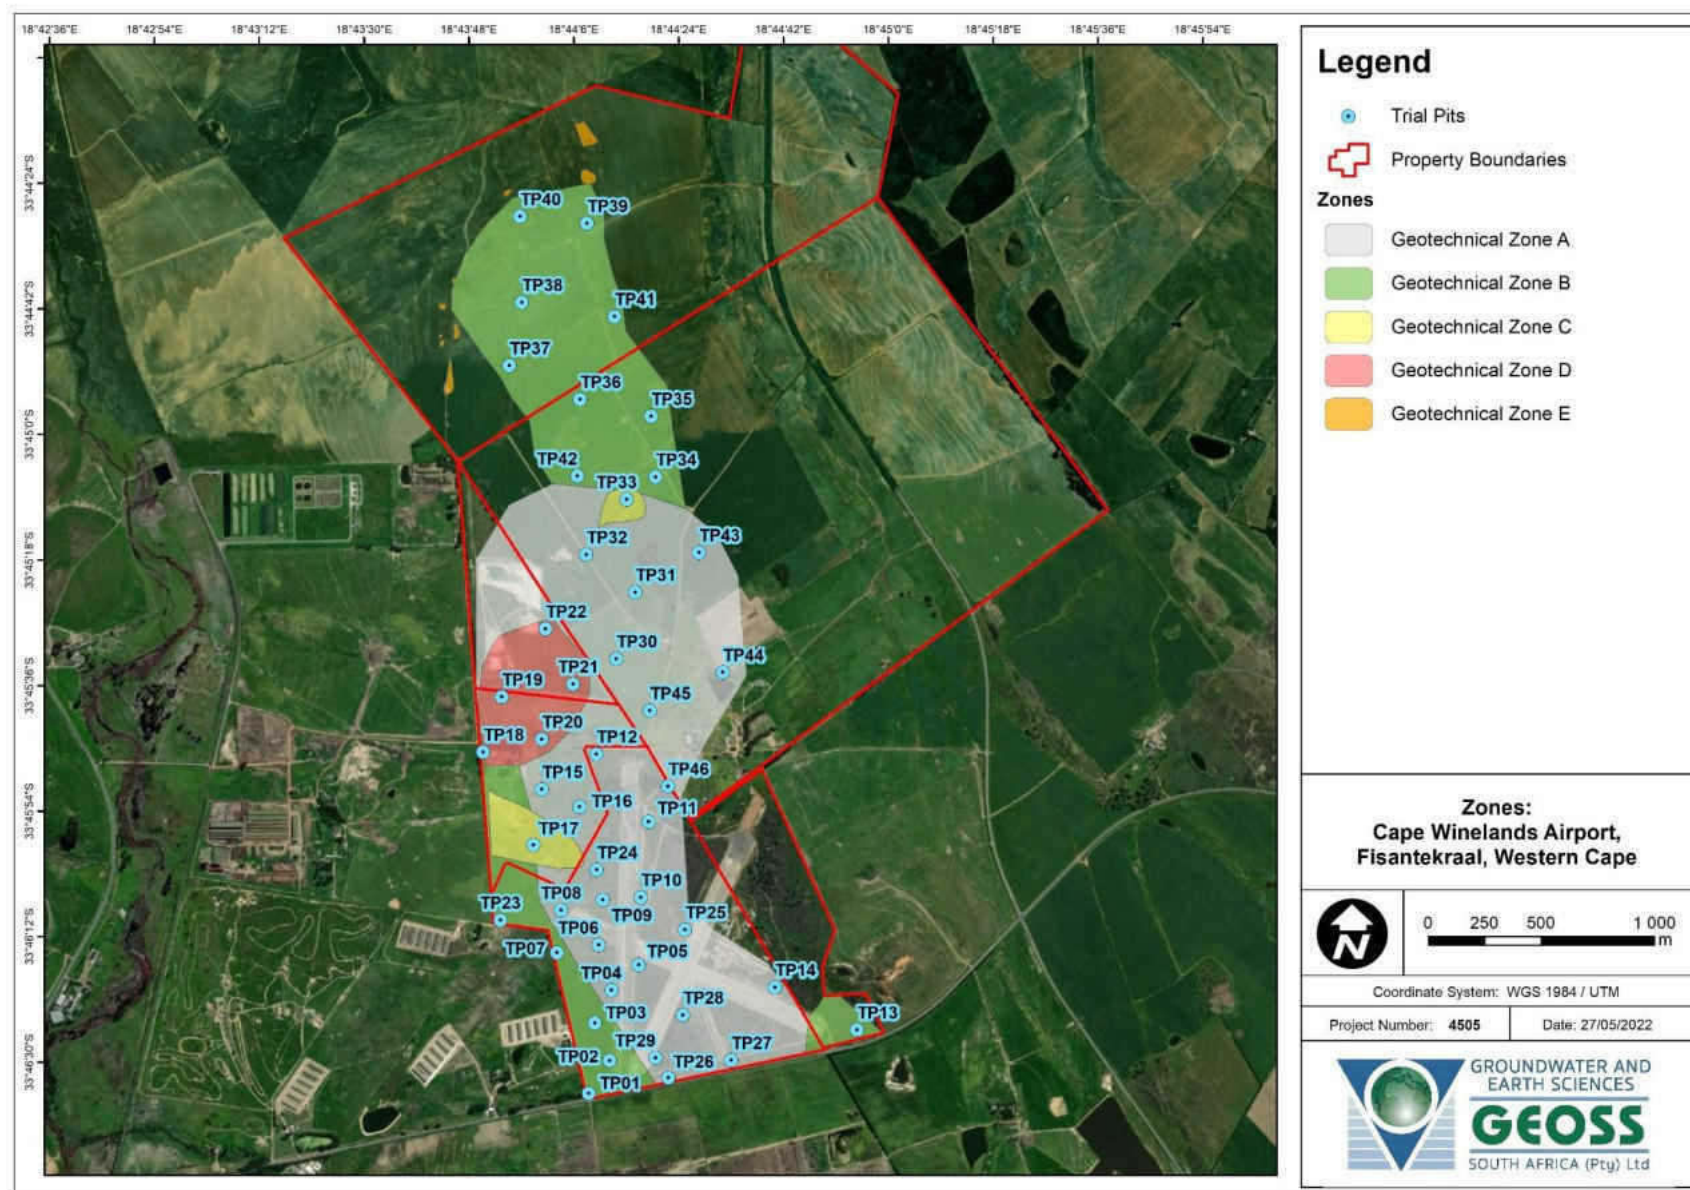 18°42'36"E 18°42'54"E 18°43'12"E 18°43'30"E 18°43'48"E 18°44'6"E 18°44'24"E 18°44'42"E 18°45'0"E 18°45'18"E 18°45'36"E 18°45'54"E
33°44'24"S
33°44'42"S
33°45'0"S
33°45'18"S
33°45'36"S
33°45'54"S
33°46'12"S
33°46'30"S
TP40
TP39
TP38
TP41
TP37
TP36
TP35
TP42
TP34
TP33
TP32
TP43
TP31
TP22
TP30
TP21
TP44
TP19
TP45
TP20
TP18
TP12
TP15
TP46
TP16
TP11
TP17
TP24
TP08
TP10
TP23
TP09
TP25
TP06
TP07
TP05
TP04
TP14
TP28
TP03
TP13
TP29
TP27
TP02
TP26
TP01
Legend
Trial Pits
Property Boundaries
Zones
Geotechnical Zone A
Geotechnical Zone B
Geotechnical Zone C
Geotechnical Zone D
Geotechnical Zone E
Zones:
Cape Winelands Airport,
Fisantekraal, Western Cape
N
0 250 500 1 000
m
Coordinate System: WGS 1984 / UTM
Project Number: 4505 Date: 27/05/2022
GROUNDWATER AND
EARTH SCIENCES
GEOSS
SOUTH AFRICA (Pty) Ltd